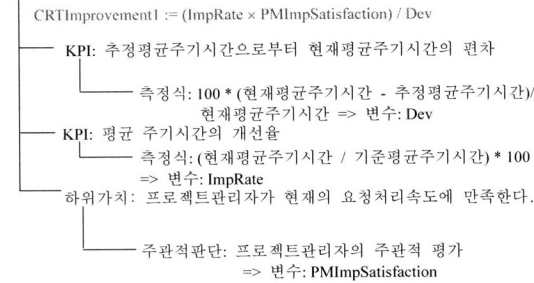 CRTImprovement1 := (ImpRate × PMImpSatisfaction) / Dev
KPI: 추정평균주기시간으로부터 현재평균주기시간의 편차
측정식: 100 * (현재평균주기시간 - 추정평균주기시간)/
현재평균주기시간 => 변수: Dev
KPI: 평균 주기시간의 개선율
측정식: (현재평균주기시간 / 기준평균주기시간) * 100
=> 변수: ImpRate
하위가치: 프로젝트관리자가 현재의 요청처리속도에 만족한다.
주관적판단: 프로젝트관리자의 주관적 평가
=> 변수: PMImpSatisfaction